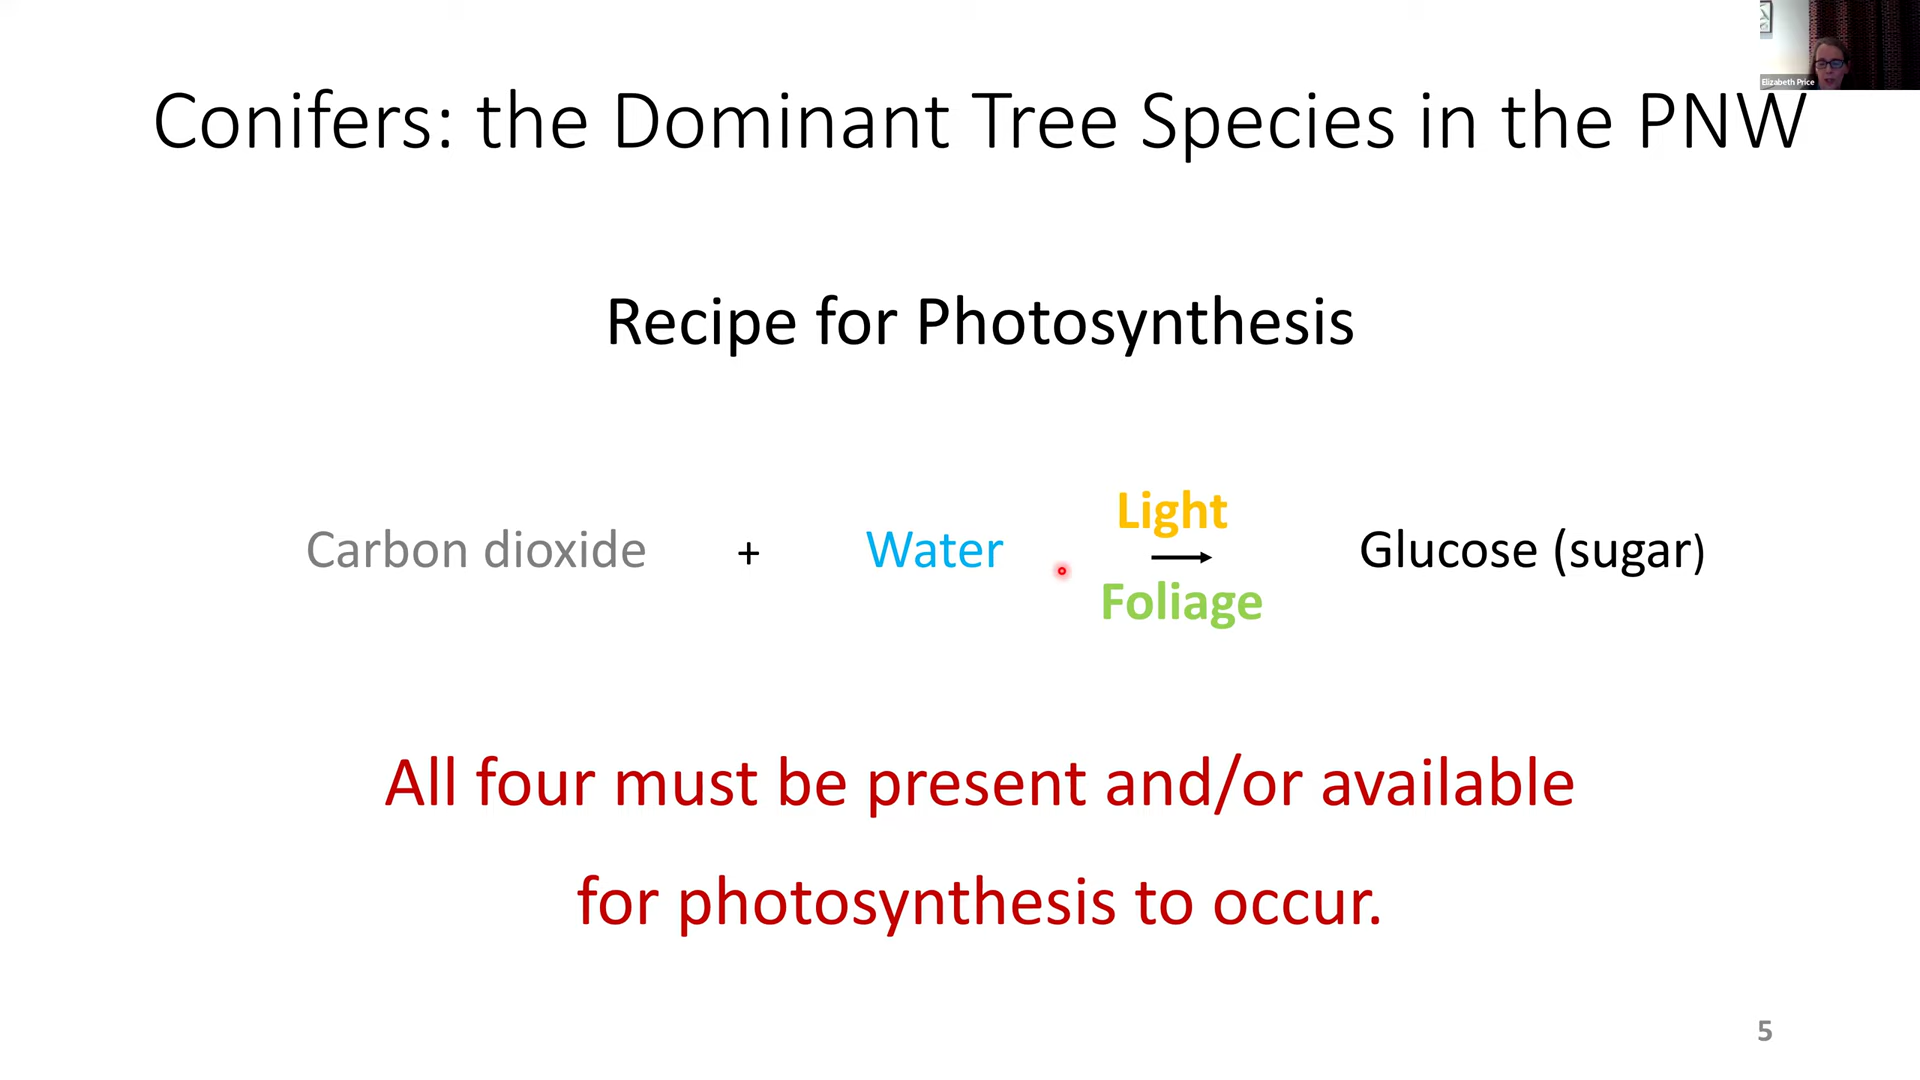 Elizabeth Price
Conifers: the Dominant Tree Species in the PNW
Recipe for Photosynthesis
Light
Carbon dioxide + Water → Glucose (sugar)
Foliage
All four must be present and/or available
for photosynthesis to occur.
5